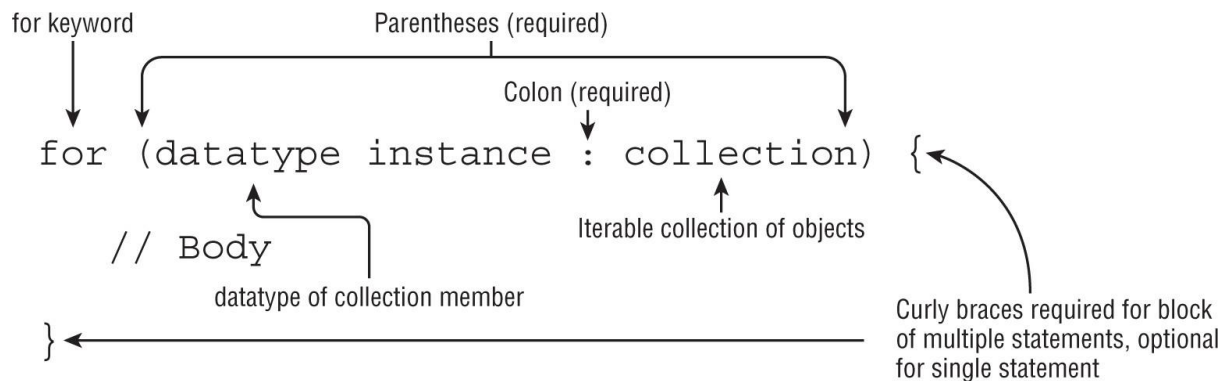 for keyword
Parentheses (required)
Colon (required)
for (datatype instance : collection) {
Iterable collection of objects
// Body
datatype of collection member
}
Curly braces required for block
of multiple statements, optional
for single statement